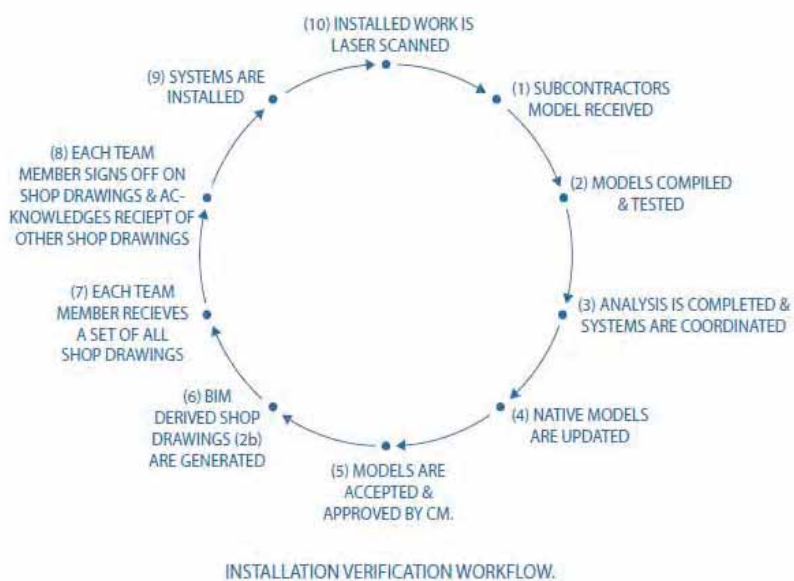 (10) INSTALLED WORK IS
LASER SCANNED
(1) SUBCONTRACTORS
MODEL RECEIVED
(2) MODELS COMPILED
& TESTED
(3) ANALYSIS IS COMPLETED &
SYSTEMS ARE COORDINATED
(4) NATIVE MODELS
ARE UPDATED
(5) MODELS ARE
ACCEPTED &
APPROVED BY CM.
(6) BIM
DERIVED SHOP
DRAWINGS (2b)
ARE GENERATED
(7) EACH TEAM
MEMBER RECIEVES
A SET OF ALL
SHOP DRAWINGS
(8) EACH TEAM
MEMBER SIGNS OFF ON
SHOP DRAWINGS & AC-
KNOWLEDGES RECIEPT OF
OTHER SHOP DRAWINGS
(9) SYSTEMS ARE
INSTALLED
INSTALLATION VERIFICATION WORKFLOW.